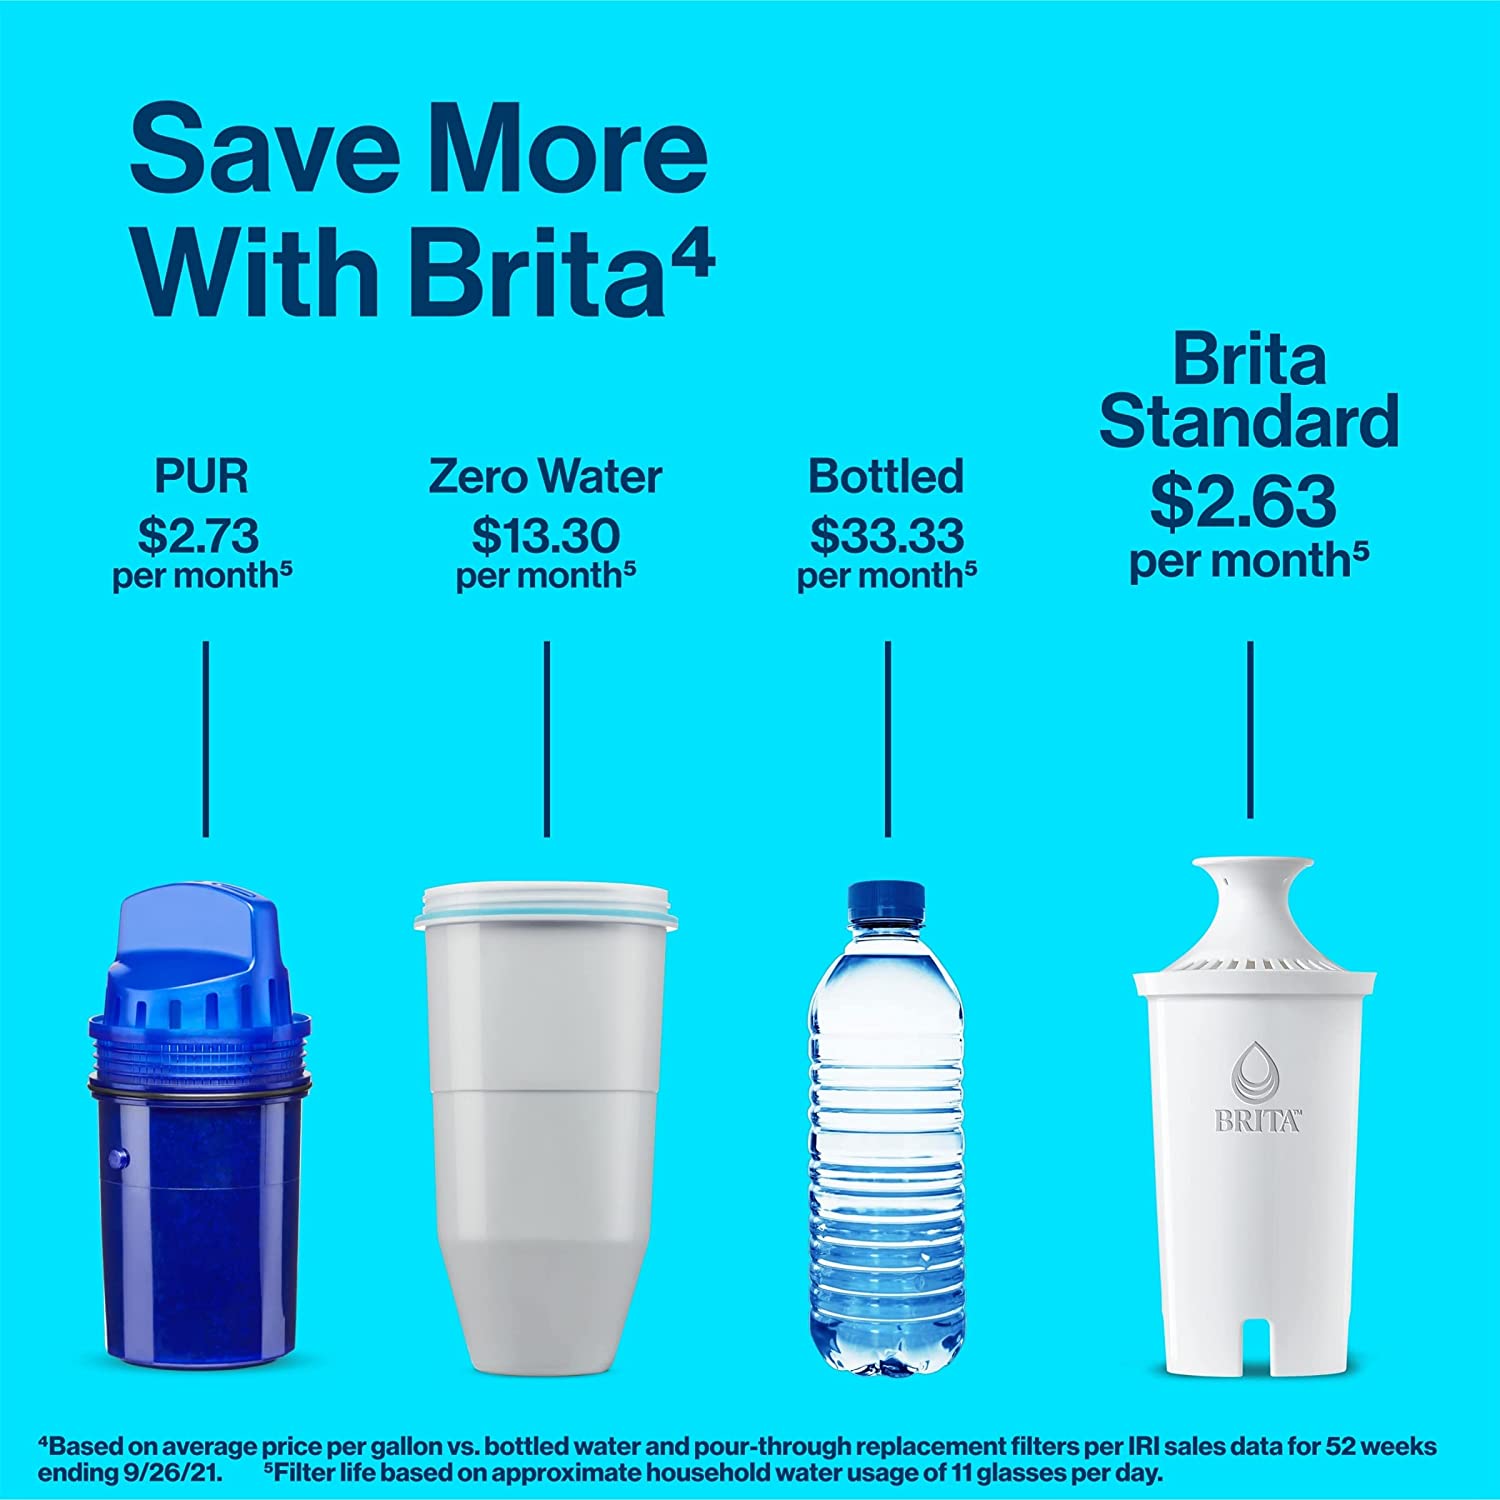 Save More
With Brita⁴
PUR
$2.73
per month⁵
Zero Water
$13.30
per month⁵
Bottled
$33.33
per month⁵
Brita
Standard
$2.63
per month⁵
BRITA™
⁴Based on average price per gallon vs. bottled water and pour-through replacement filters per IRI sales data for 52 weeks
ending 9/26/21. ⁵Filter life based on approximate household water usage of 11 glasses per day.